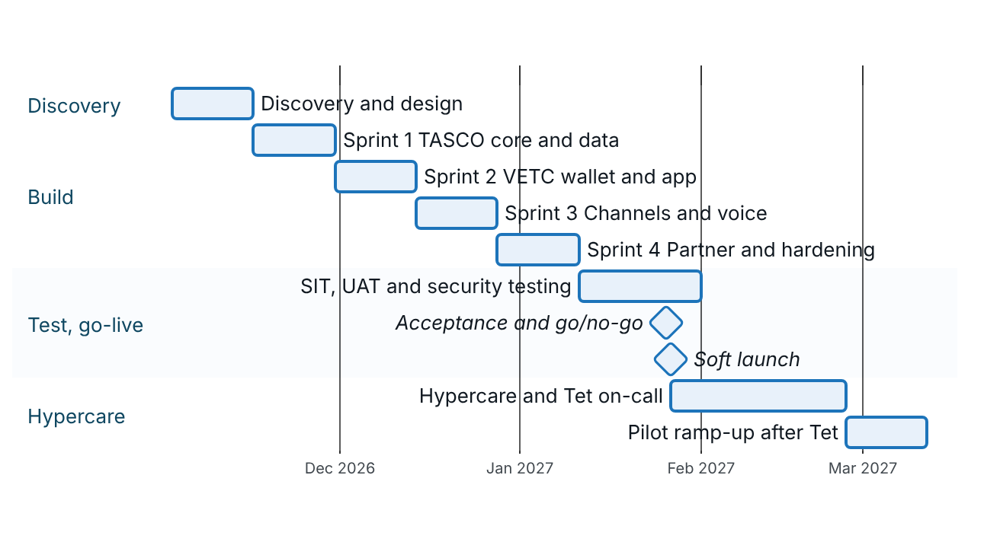 Discovery
Discovery and design
Sprint 1 TASCO core and data
Build
Sprint 2 VETC wallet and app
Sprint 3 Channels and voice
Sprint 4 Partner and hardening
SIT, UAT and security testing
Test, go-live
Acceptance and go/no-go
Soft launch
Hypercare
Hypercare and Tet on-call
Pilot ramp-up after Tet
Dec 2026
Jan 2027
Feb 2027
Mar 2027